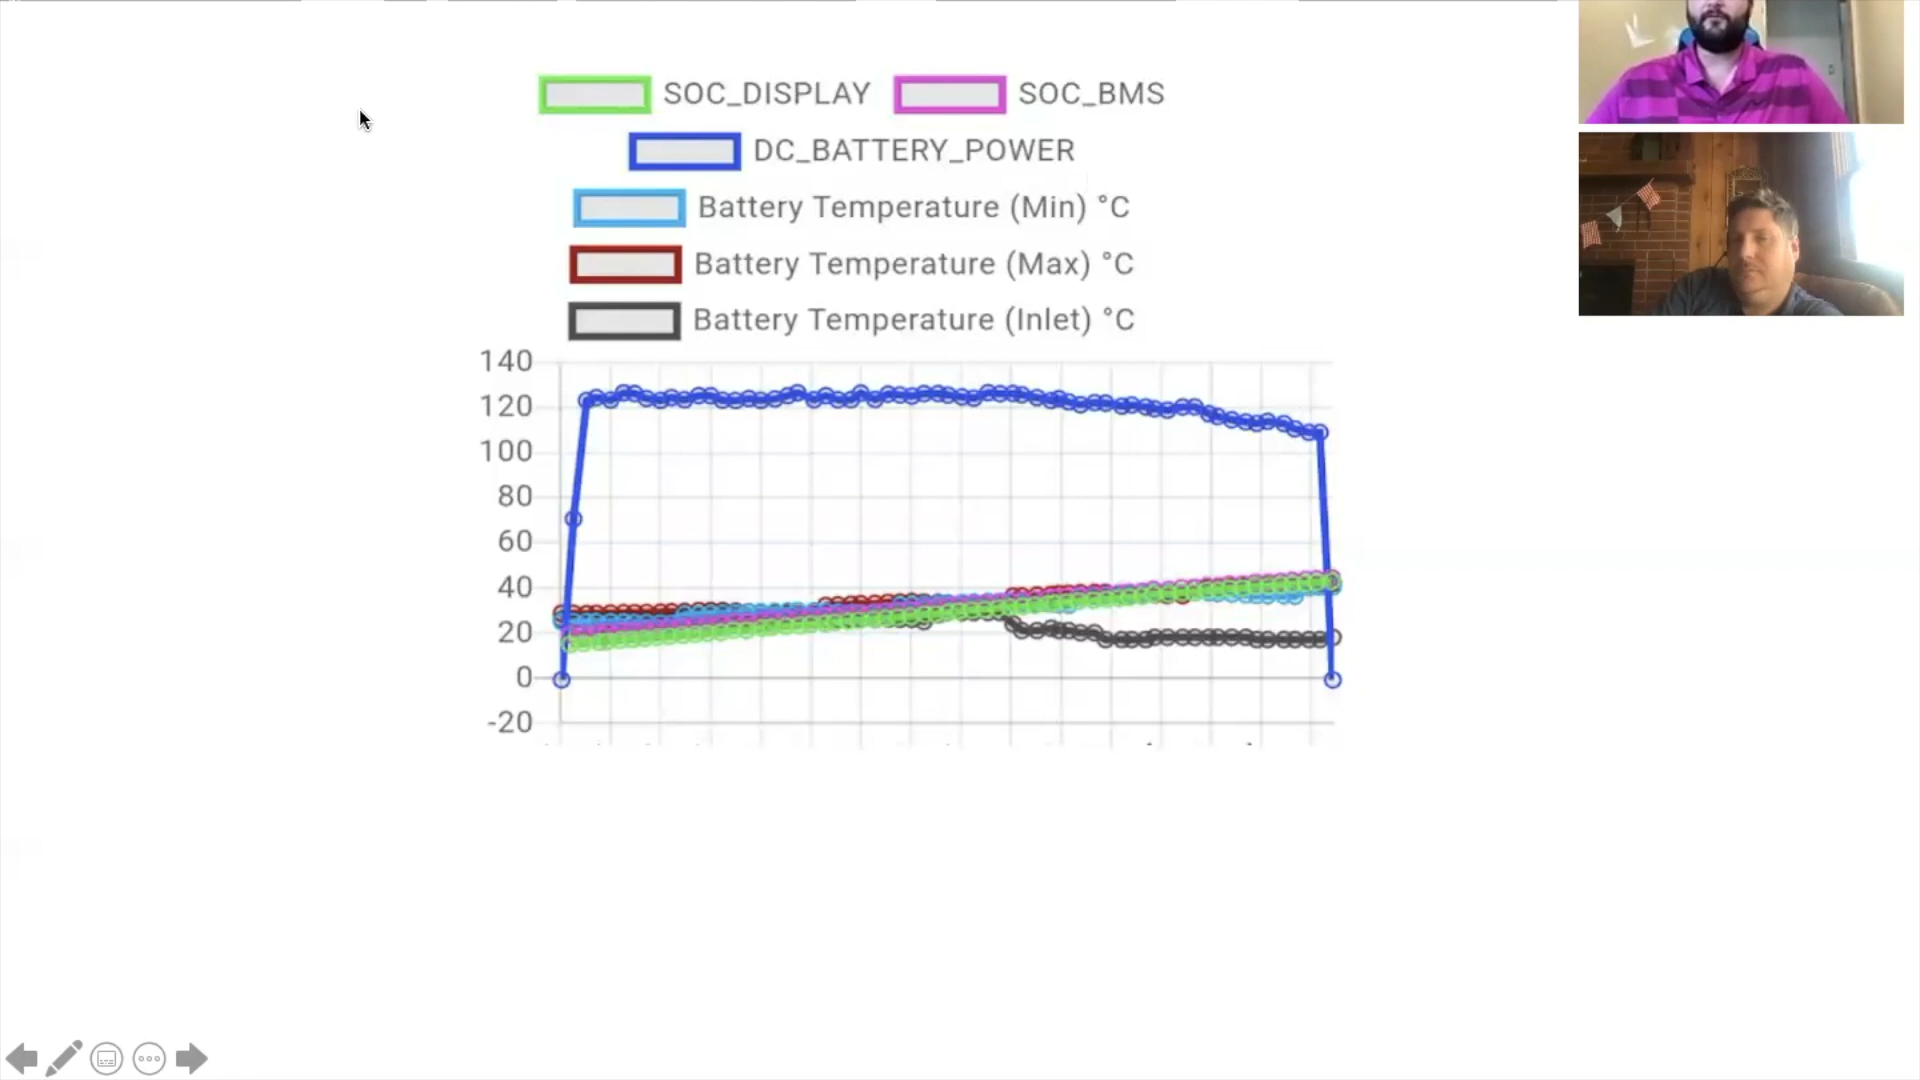 SOC_DISPLAY SOC_BMS
DC_BATTERY_POWER
Battery Temperature (Min) °C
Battery Temperature (Max) °C
Battery Temperature (Inlet) °C
140
120
100
80
60
40
20
0
-20